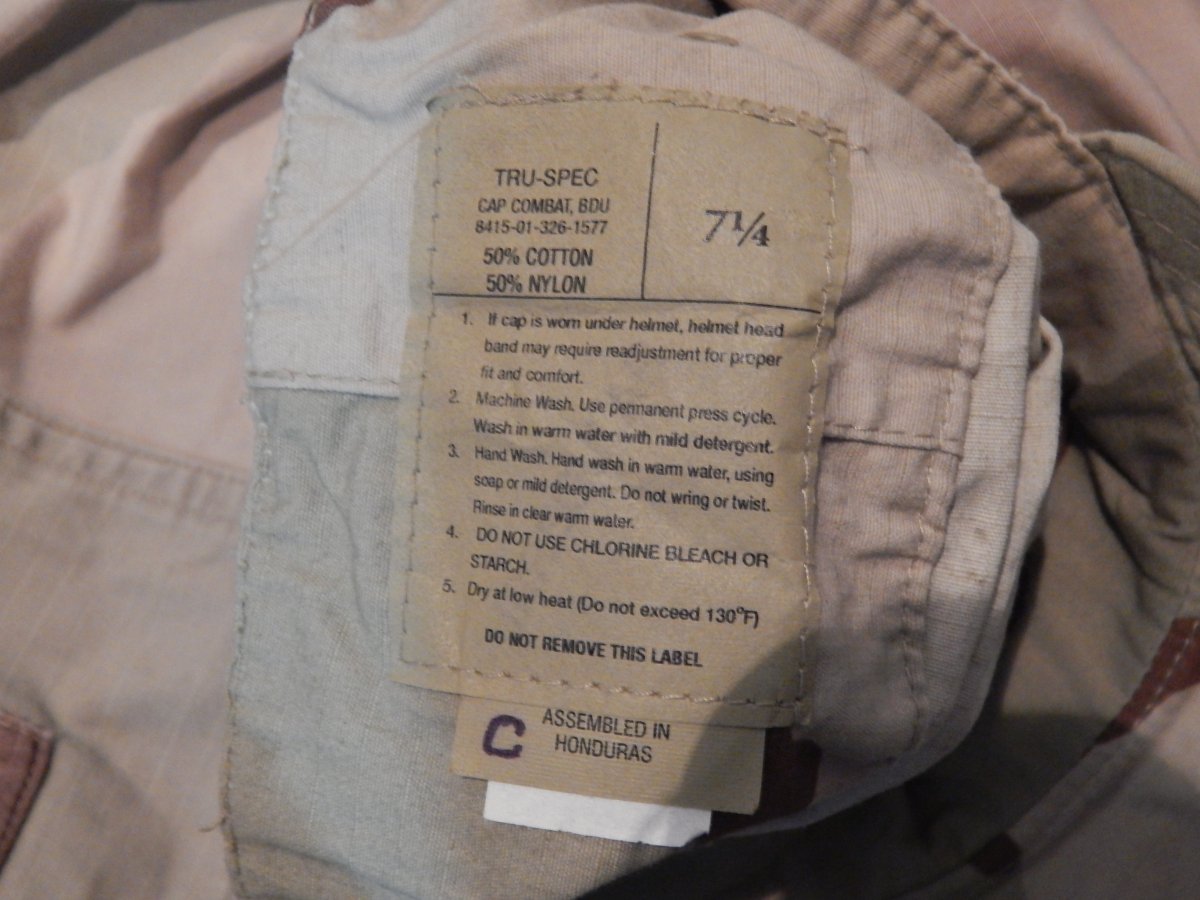 TRU-SPEC
CAP COMBAT, BDU
8415-01-326-1577
50% COTTON
50% NYLON
7¼
1. If cap is worn under helmet, helmet head
band may require readjustment for proper
fit and comfort.
2. Machine Wash. Use permanent press cycle.
Wash in warm water with mild detergent.
3. Hand Wash. Hand wash in warm water, using
soap or mild detergent. Do not wring or twist.
Rinse in clear warm water.
4. DO NOT USE CHLORINE BLEACH OR
STARCH.
5. Dry at low heat (Do not exceed 130°F)
DO NOT REMOVE THIS LABEL
C
ASSEMBLED IN
HONDURAS